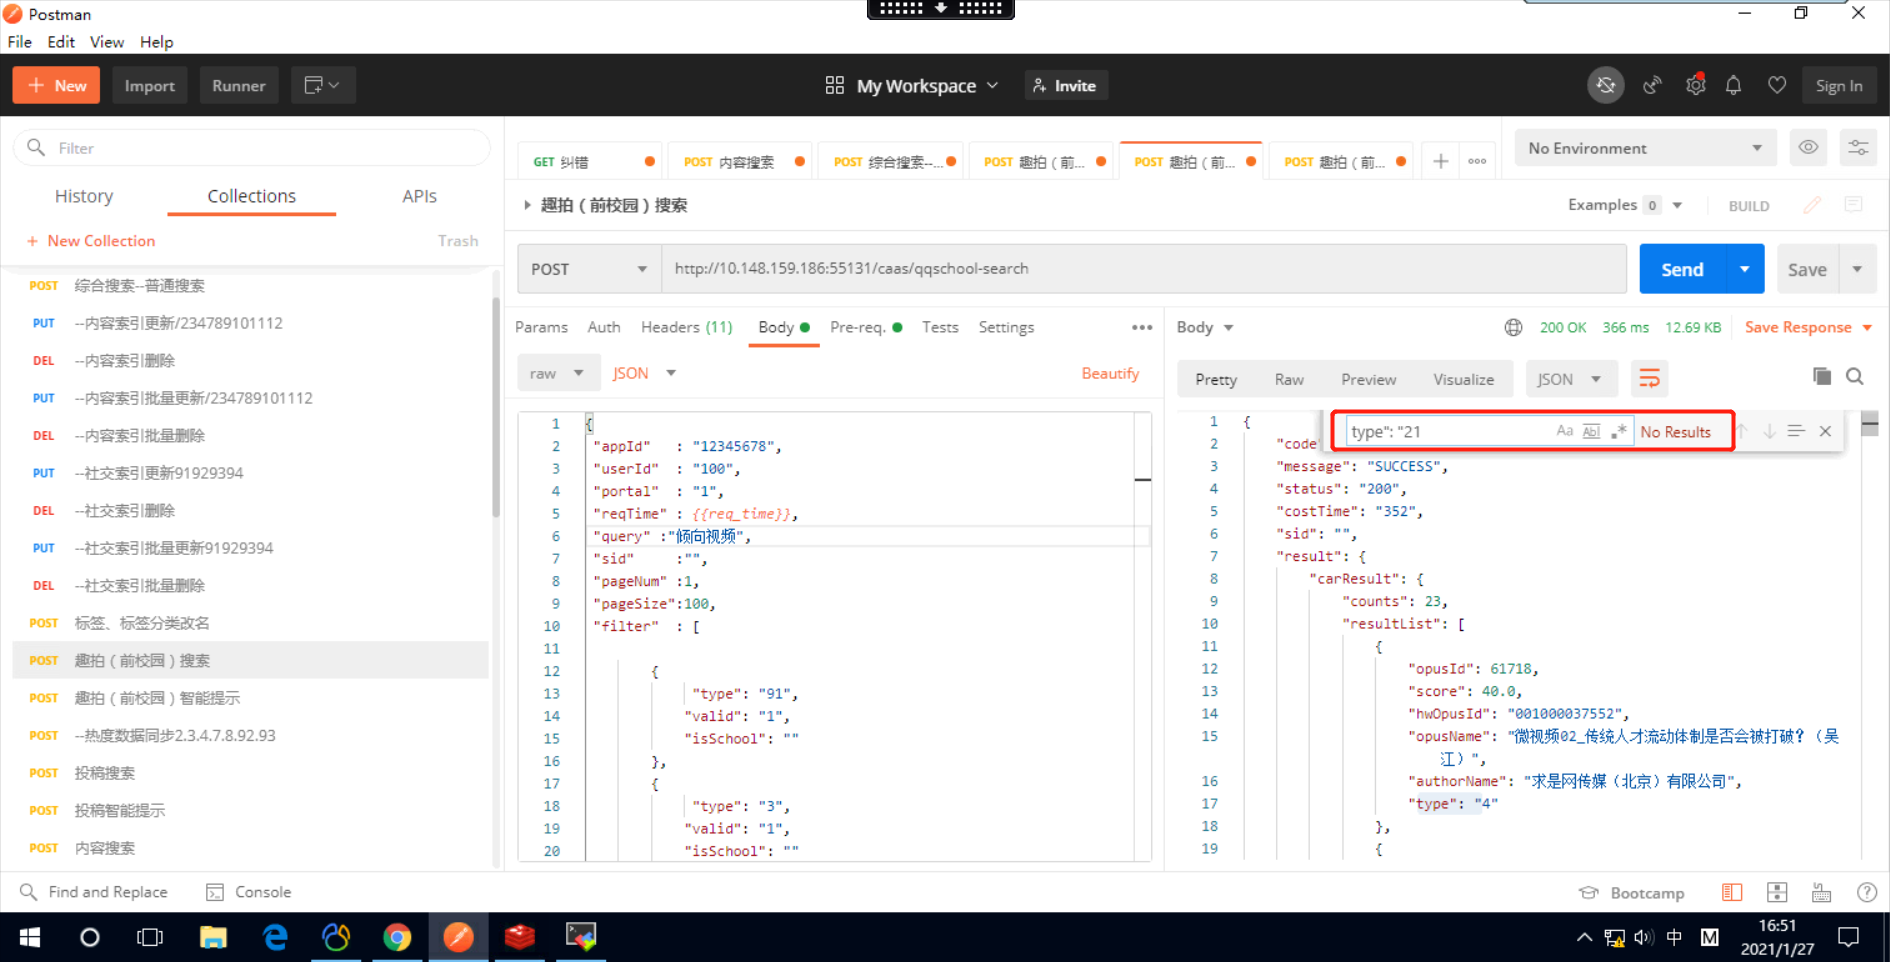 Postman
File Edit View Help
+ New Import Runner My Workspace Invite Sign In
Filter
History Collections APIs
+ New Collection Trash
POST 综合搜索--普通搜索
PUT --内容索引更新/234789101112
DEL --内容索引删除
PUT --内容索引批量更新/234789101112
DEL --内容索引批量删除
PUT --社交索引更新91929394
DEL --社交索引删除
PUT --社交索引批量更新91929394
DEL --社交索引批量删除
POST 标签、标签分类改名
POST 趣拍（前校园）搜索
POST 趣拍（前校园）智能提示
POST --热度数据同步2.3.4.7.8.92.93
POST 投稿搜索
POST 投稿智能提示
POST 内容搜索
GET 纠错 POST 内容搜索 POST 综合搜索--... POST 趣拍（前... POST 趣拍（前... POST 趣拍（前... + ooo
No Environment
趣拍（前校园）搜索 Examples 0 BUILD
POST http://10.148.159.186:55131/caas/qqschool-search Send Save
Params Auth Headers (11) Body Pre-req. Tests Settings
raw JSON Beautify
1 {
2 "appId" : "12345678",
3 "userId" : "100",
4 "portal" : "1",
5 "reqTime" : {{req_time}},
6 "query" :"倾向视频",
7 "sid" :"",
8 "pageNum" :1,
9 "pageSize":100,
10 "filter" : [
11
12 {
13 "type": "91",
14 "valid": "1",
15 "isSchool": ""
16 },
17 {
18 "type": "3",
19 "valid": "1",
20 "isSchool": ""
Body 200 OK 366 ms 12.69 KB Save Response
Pretty Raw Preview Visualize JSON
type": "21 Aa Abl .* No Results
1 {
2 "code"
3 "message": "SUCCESS",
4 "status": "200",
5 "costTime": "352",
6 "sid": "",
7 "result": {
8 "carResult": {
9 "counts": 23,
10 "resultList": [
11 {
12 "opusId": 61718,
13 "score": 40.0,
14 "hwOpusId": "001000037552",
15 "opusName": "微视频02_传统人才流动体制是否会被打破？（吴
江）",
16 "authorName": "求是网传媒（北京）有限公司",
17 "type": "4"
18 },
19 {
Find and Replace Console Bootcamp
中 M 16:51
2021/1/27